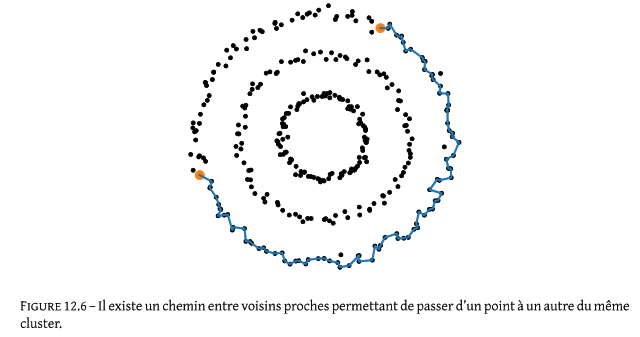 FIGURE 12.6 – Il existe un chemin entre voisins proches permettant de passer d'un point à un autre du même
cluster.